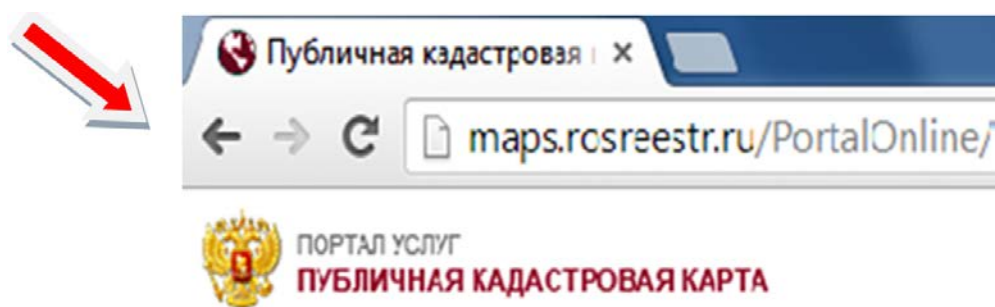 Публичная кадастровая
maps.rosreestr.ru/PortalOnline/
ПОРТАЛ УСЛУГ
ПУБЛИЧНАЯ КАДАСТРОВАЯ КАРТА